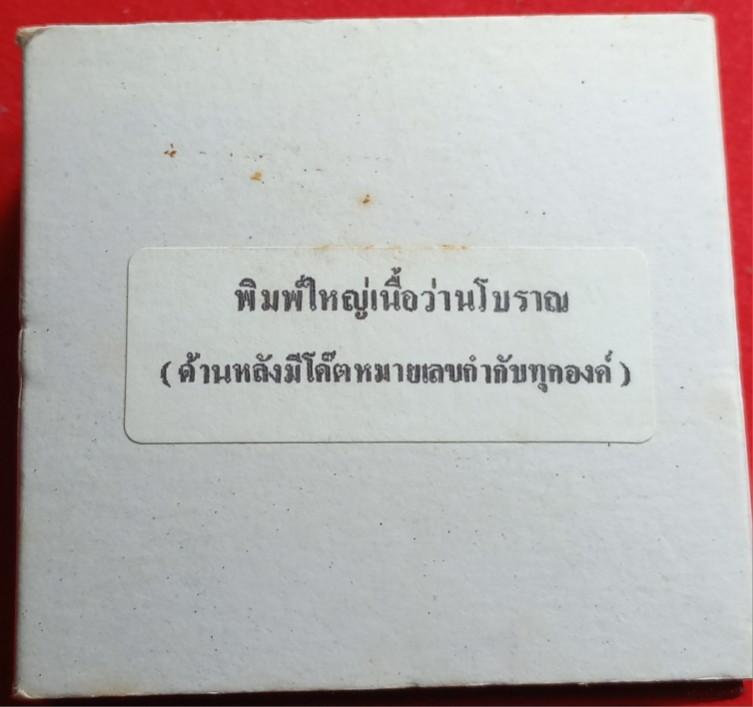 พิมพ์ใหญ่เนื้อว่านโบราณ
(ด้านหลังมีโค๊ตหมายเลขกำกับทุกองค์)